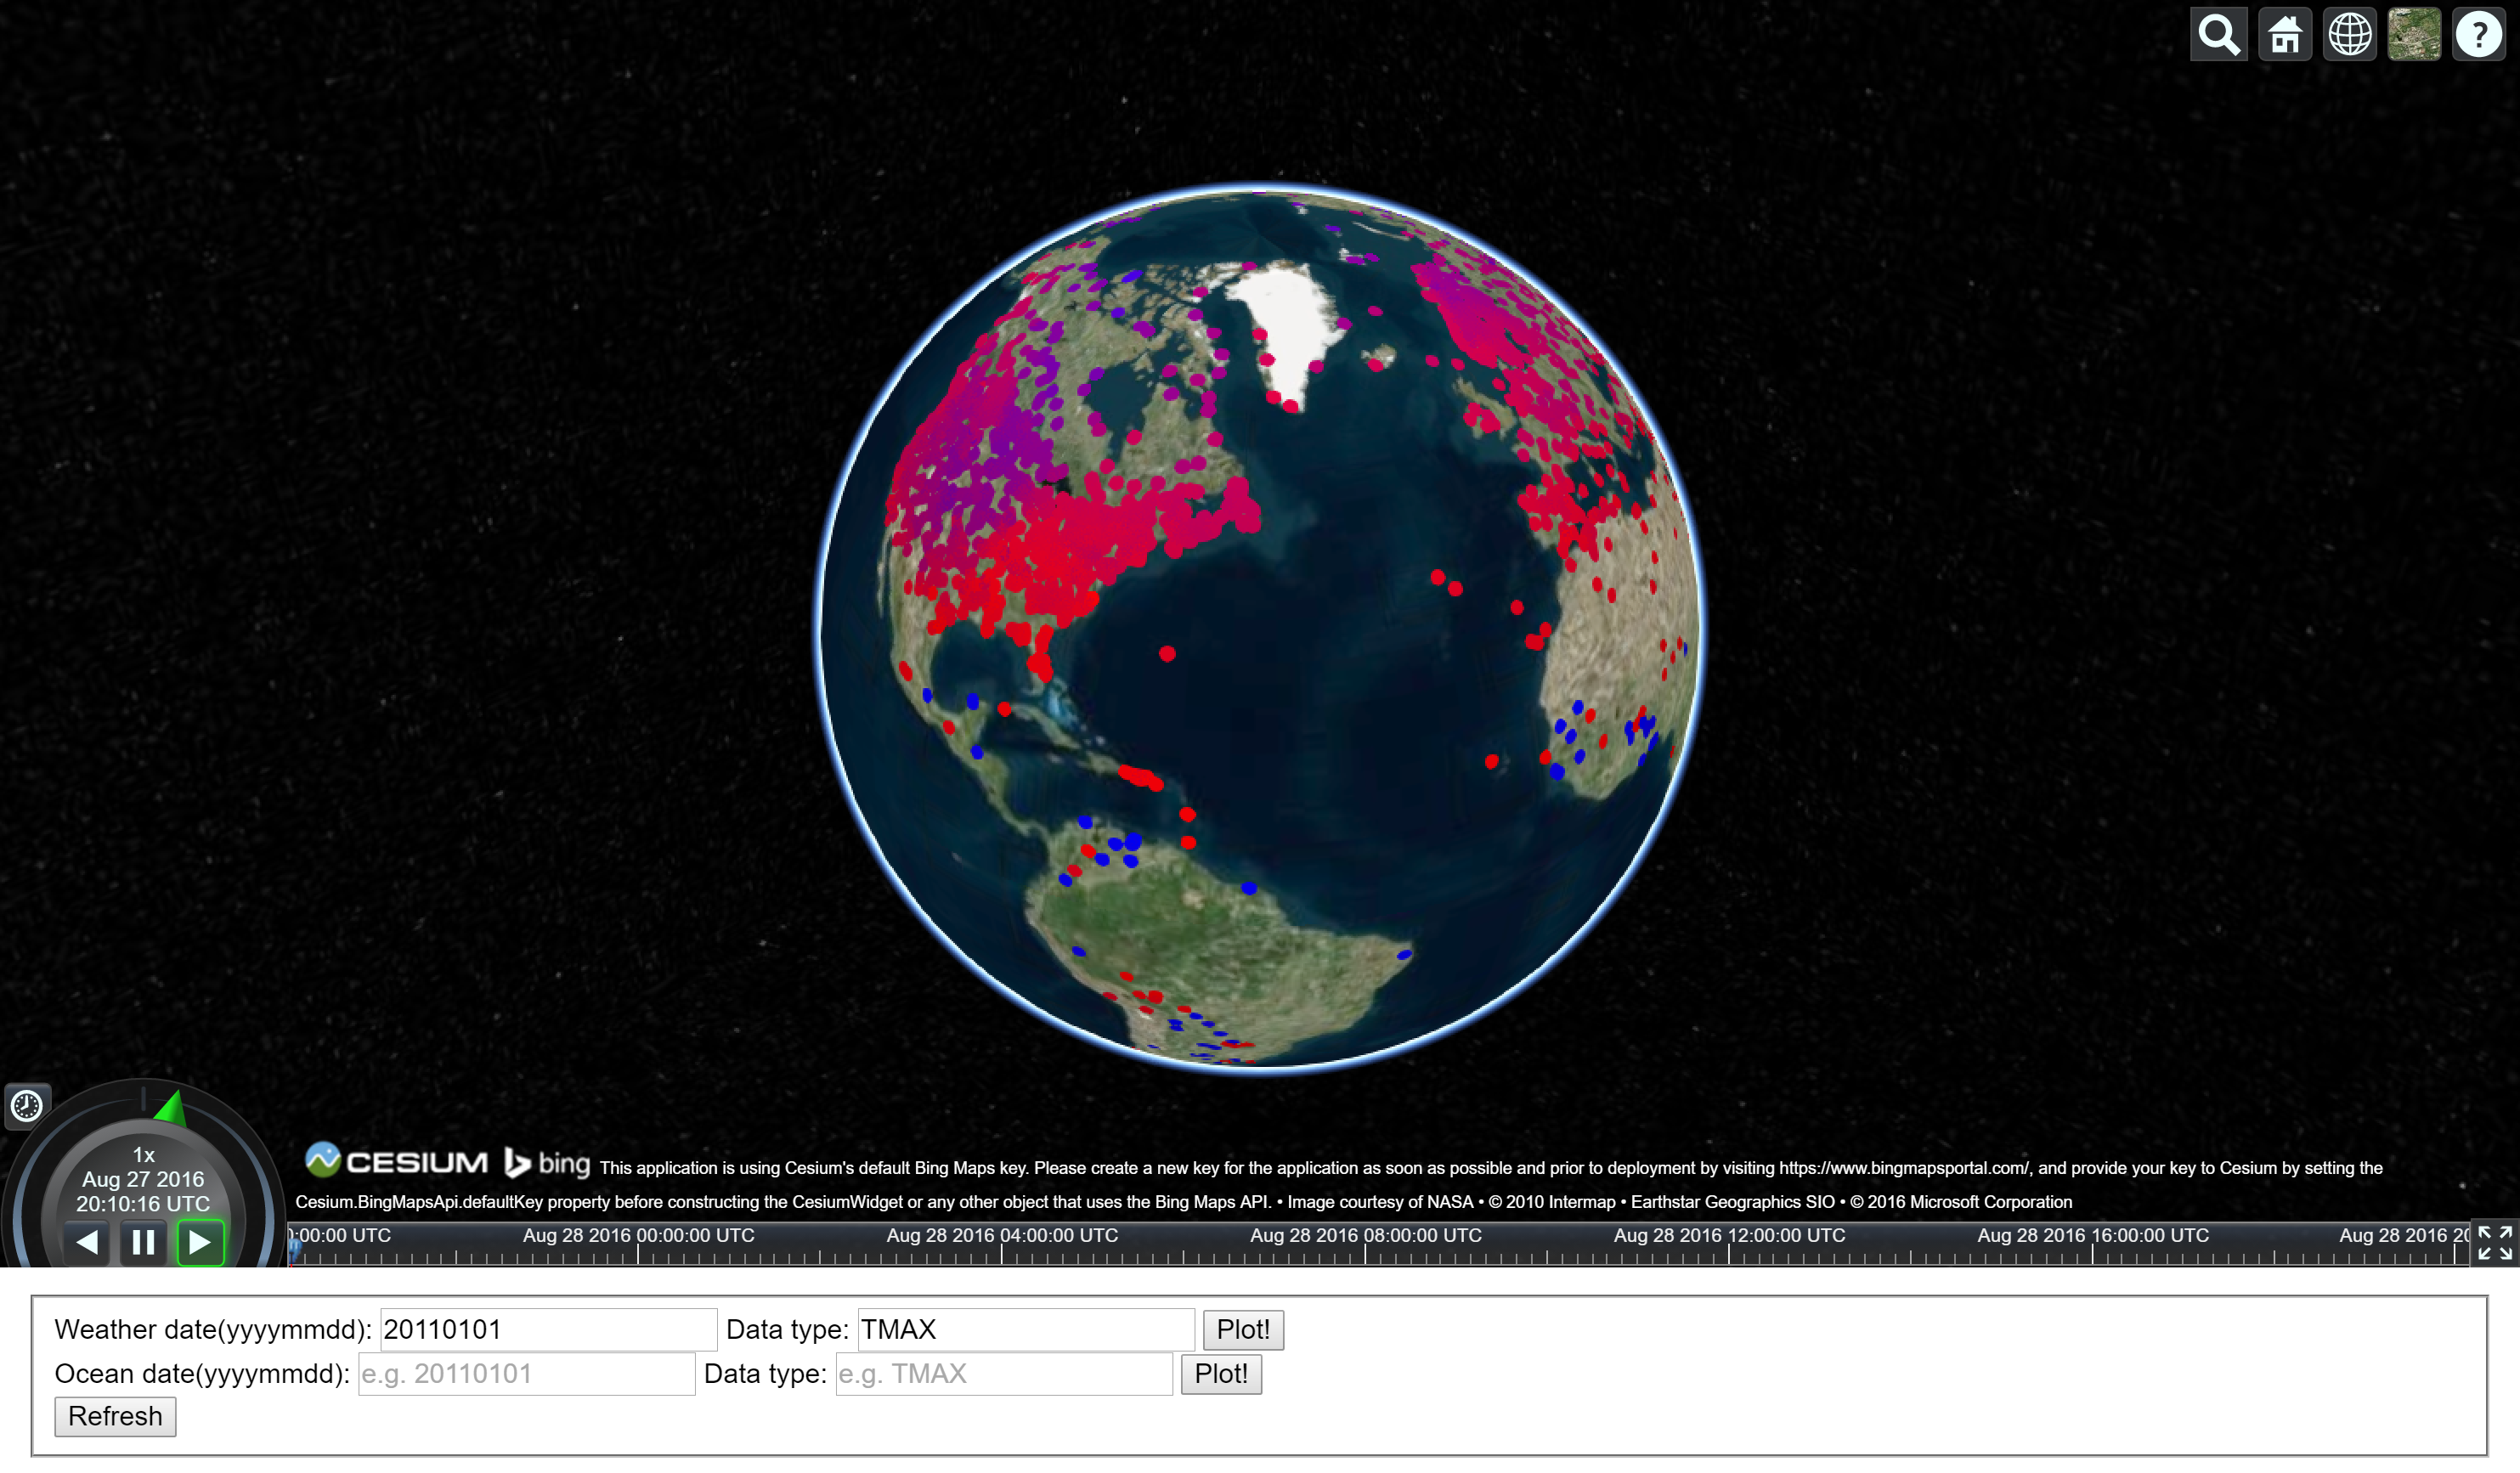 ?
1x
Aug 27 2016
20:10:16 UTC
CESIUM bing This application is using Cesium's default Bing Maps key. Please create a new key for the application as soon as possible and prior to deployment by visiting https://www.bingmapsportal.com/, and provide your key to Cesium by setting the
Cesium.BingMapsApi.defaultKey property before constructing the CesiumWidget or any other object that uses the Bing Maps API. • Image courtesy of NASA • © 2010 Intermap • Earthstar Geographics SIO • © 2016 Microsoft Corporation
:00:00 UTC Aug 28 2016 00:00:00 UTC Aug 28 2016 04:00:00 UTC Aug 28 2016 08:00:00 UTC Aug 28 2016 12:00:00 UTC Aug 28 2016 16:00:00 UTC Aug 28 2016 20
Weather date(yyyymmdd): 20110101 Data type: TMAX Plot!
Ocean date(yyyymmdd): e.g. 20110101 Data type: e.g. TMAX Plot!
Refresh